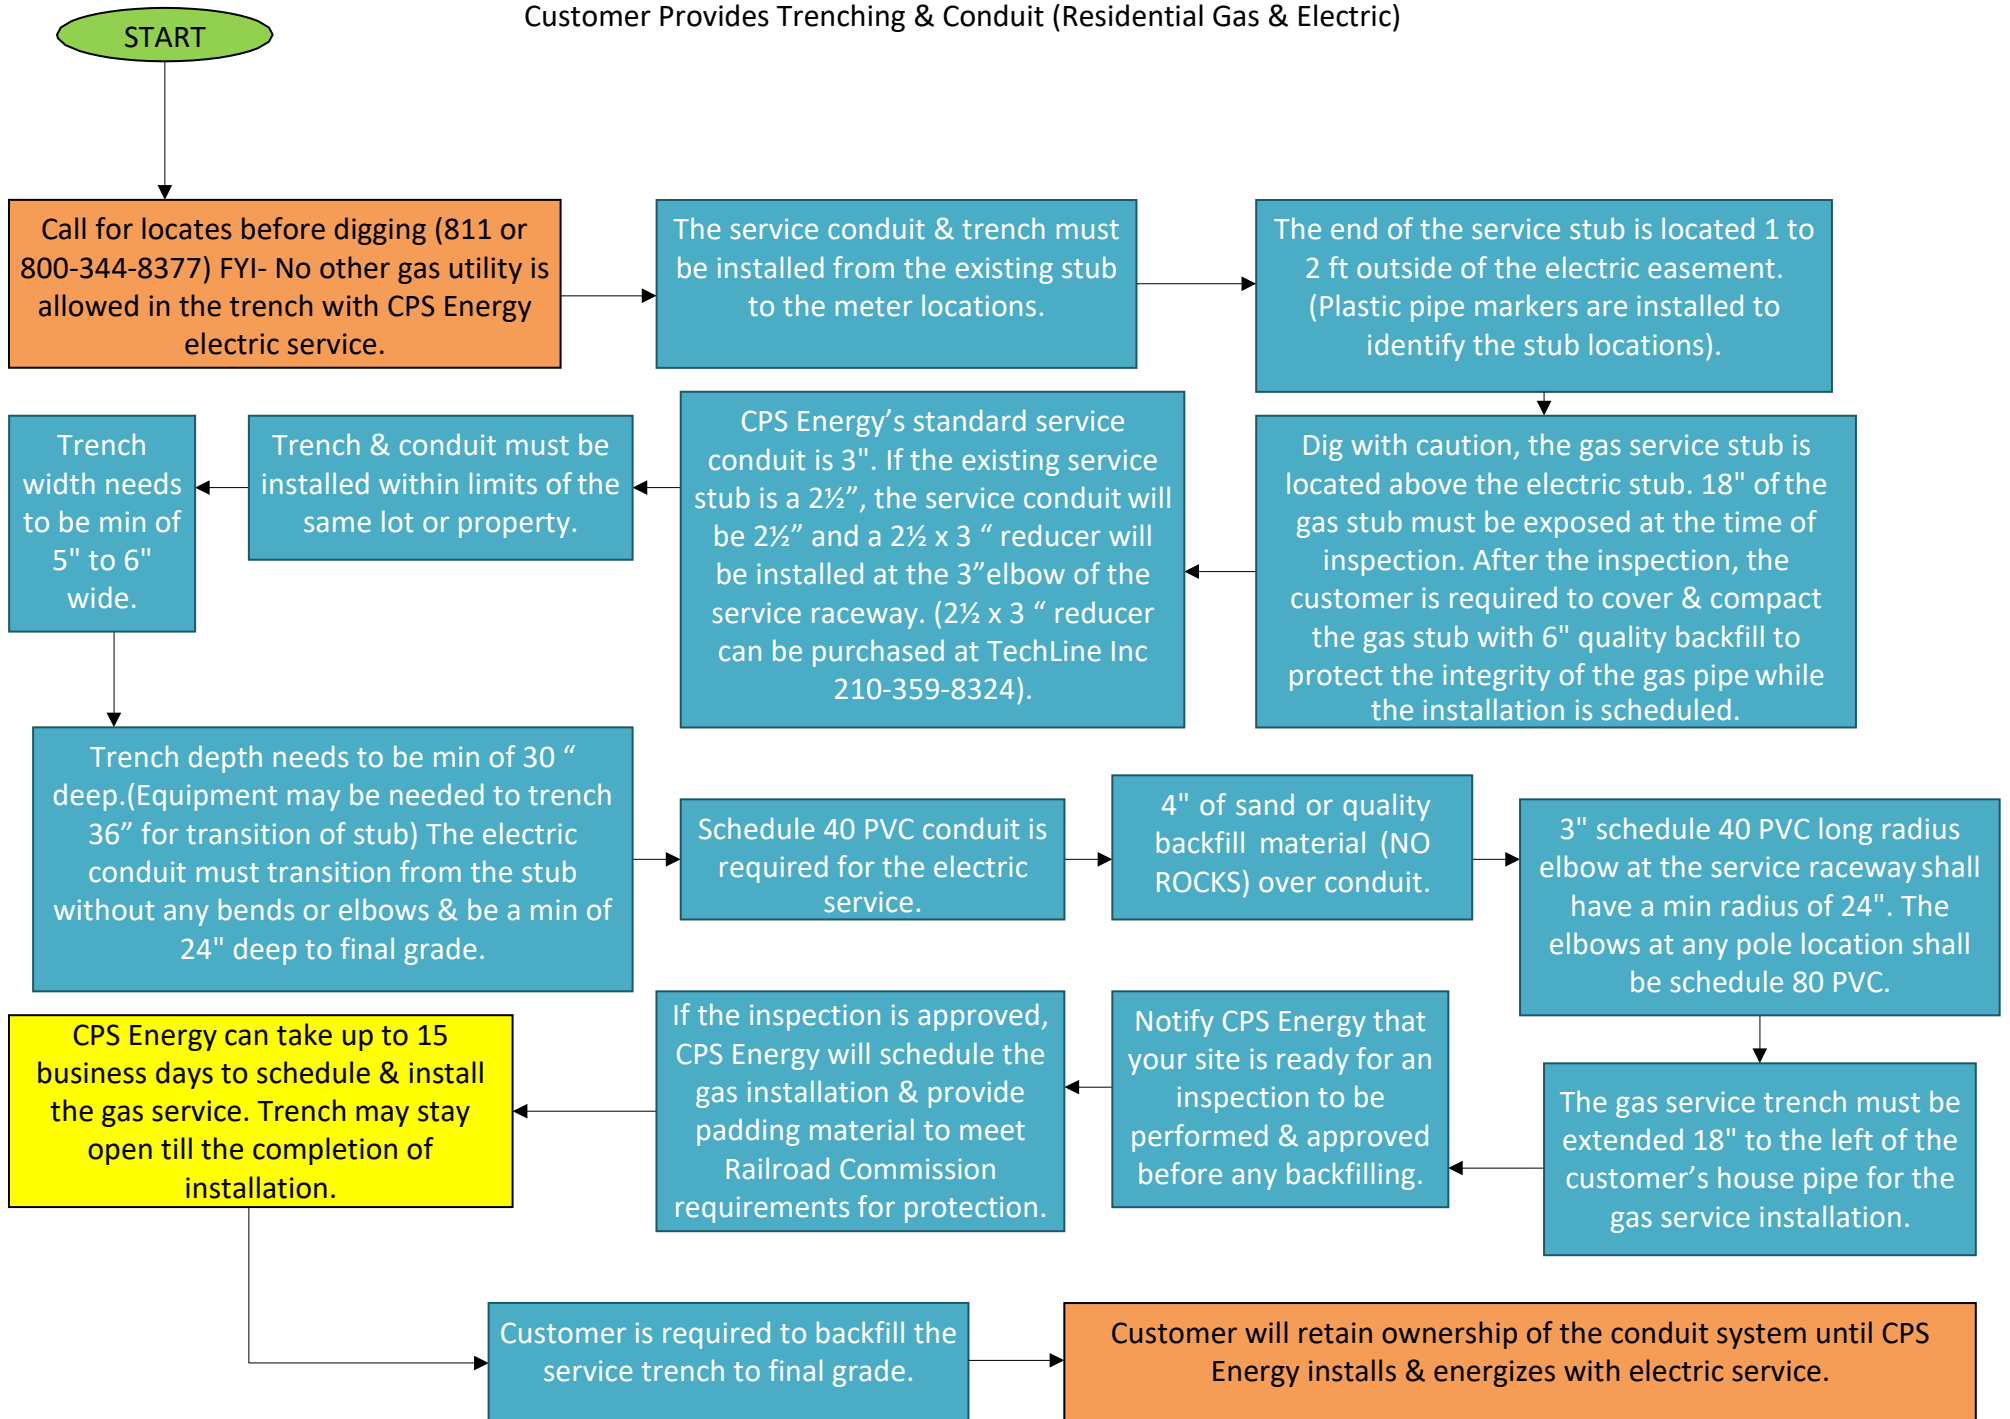 Customer Provides Trenching & Conduit (Residential Gas & Electric)
START
Call for locates before digging (811 or
800-344-8377) FYI- No other gas utility is
allowed in the trench with CPS Energy
electric service.
The service conduit & trench must
be installed from the existing stub
to the meter locations.
The end of the service stub is located 1 to
2 ft outside of the electric easement.
(Plastic pipe markers are installed to
identify the stub locations).
Dig with caution, the gas service stub is
located above the electric stub. 18" of the
gas stub must be exposed at the time of
inspection. After the inspection, the
customer is required to cover & compact
the gas stub with 6" quality backfill to
protect the integrity of the gas pipe while
the installation is scheduled.
CPS Energy’s standard service
conduit is 3". If the existing service
stub is a 2½”, the service conduit will
be 2½” and a 2½ x 3 “ reducer will
be installed at the 3”elbow of the
service raceway. (2½ x 3 “ reducer
can be purchased at TechLine Inc
210-359-8324).
Trench & conduit must be
installed within limits of the
same lot or property.
Trench
width needs
to be min of
5" to 6"
wide.
Trench depth needs to be min of 30 “
deep.(Equipment may be needed to trench
36” for transition of stub) The electric
conduit must transition from the stub
without any bends or elbows & be a min of
24" deep to final grade.
Schedule 40 PVC conduit is
required for the electric
service.
4" of sand or quality
backfill material (NO
ROCKS) over conduit.
3" schedule 40 PVC long radius
elbow at the service raceway shall
have a min radius of 24". The
elbows at any pole location shall
be schedule 80 PVC.
The gas service trench must be
extended 18" to the left of the
customer’s house pipe for the
gas service installation.
Notify CPS Energy that
your site is ready for an
inspection to be
performed & approved
before any backfilling.
If the inspection is approved,
CPS Energy will schedule the
gas installation & provide
padding material to meet
Railroad Commission
requirements for protection.
CPS Energy can take up to 15
business days to schedule & install
the gas service. Trench may stay
open till the completion of
installation.
Customer is required to backfill the
service trench to final grade.
Customer will retain ownership of the conduit system until CPS
Energy installs & energizes with electric service.